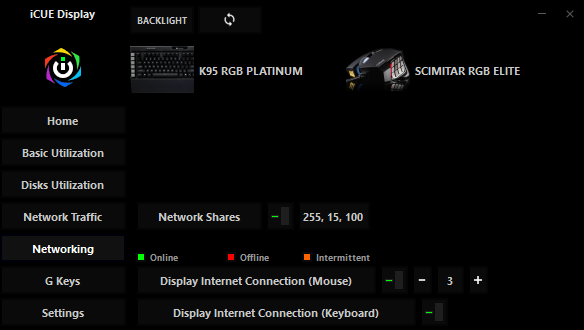 iCUE Display
BACKLIGHT
K95 RGB PLATINUM
SCIMITAR RGB ELITE
Home
Basic Utilization
Disks Utilization
Network Traffic
Network Shares
255, 15, 100
Networking
Online
Offline
Intermittent
G Keys
Display Internet Connection (Mouse)
− 3 +
Settings
Display Internet Connection (Keyboard)